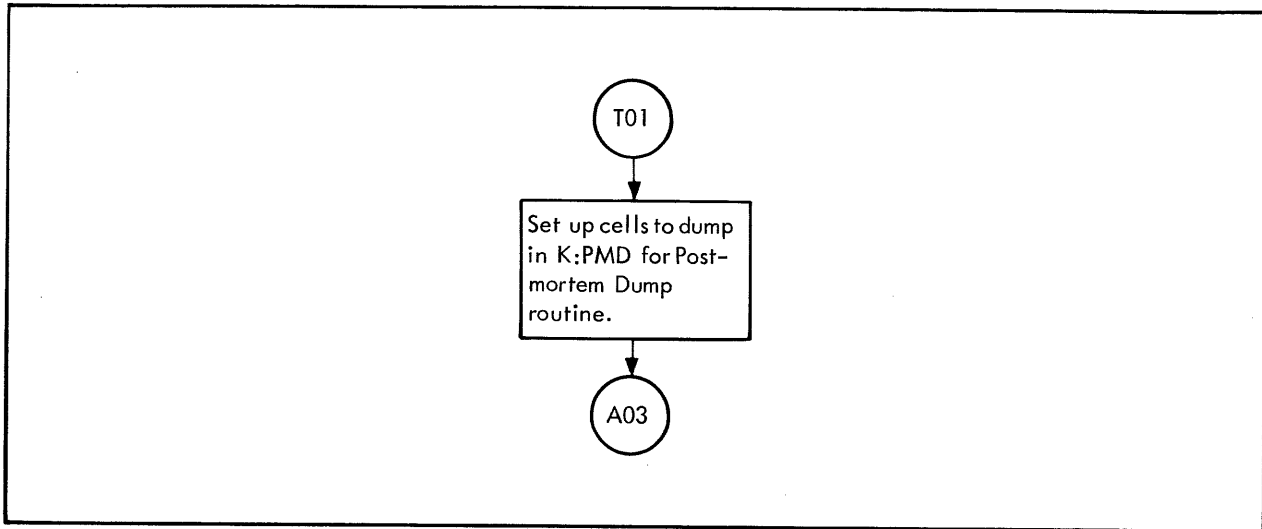 T01
Set up cells to dump
in K:PMD for Post-
mortem Dump
routine.
A03